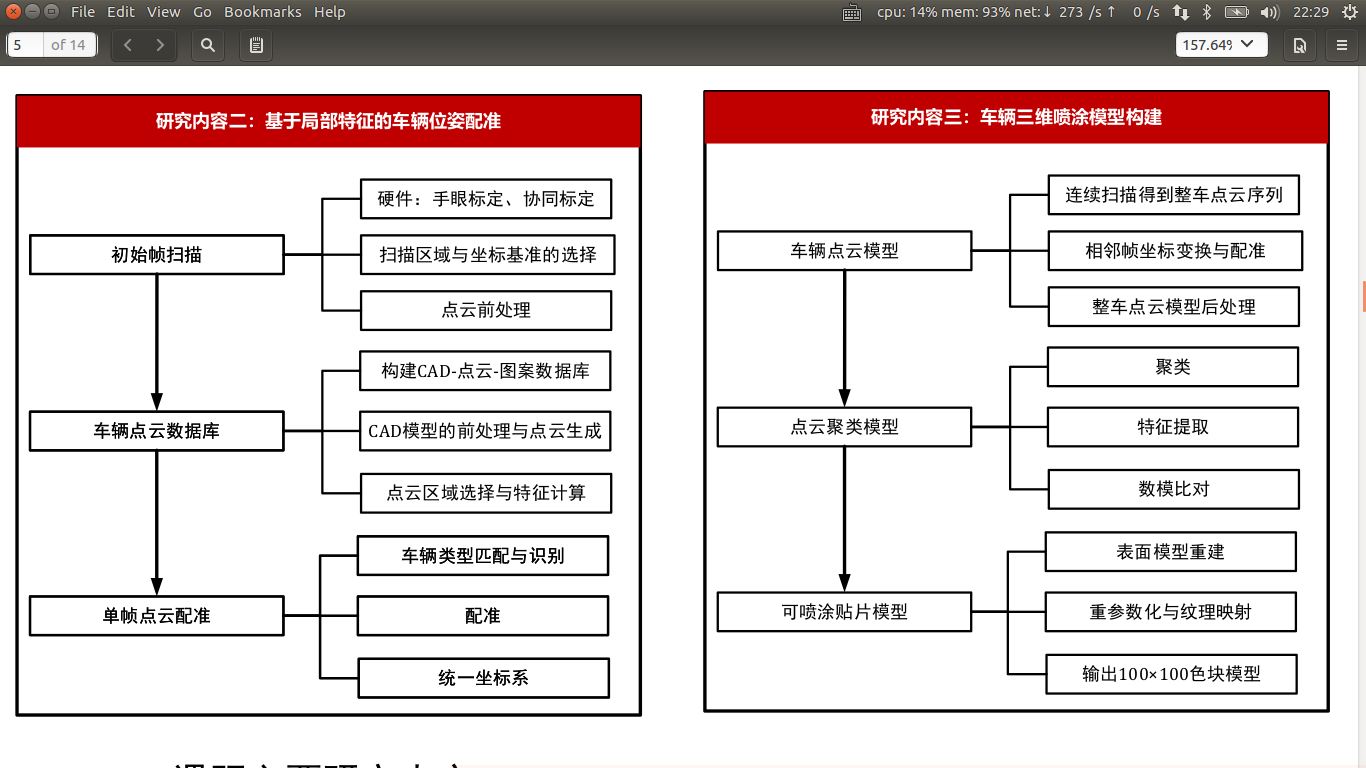 File Edit View Go Bookmarks Help
cpu: 14% mem: 93% net:↓ 273 /s↑ 0 /s
22:29
5 of 14
157.64%
研究内容二：基于局部特征的车辆位姿配准
初始帧扫描
硬件：手眼标定、协同标定
扫描区域与坐标基准的选择
点云前处理
车辆点云数据库
构建CAD-点云-图案数据库
CAD模型的前处理与点云生成
点云区域选择与特征计算
单帧点云配准
车辆类型匹配与识别
配准
统一坐标系
研究内容三：车辆三维喷涂模型构建
车辆点云模型
连续扫描得到整车点云序列
相邻帧坐标变换与配准
整车点云模型后处理
点云聚类模型
聚类
特征提取
数模比对
可喷涂贴片模型
表面模型重建
重参数化与纹理映射
输出100×100色块模型